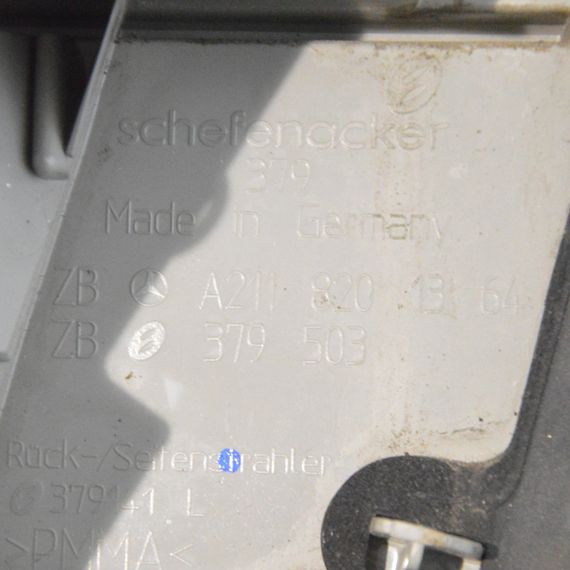 schefenacker
379
Made in Germany
ZB A211 820 13 64
ZB 379 503
Rück-/Seitenstrahler
379141 L
>PMMA<